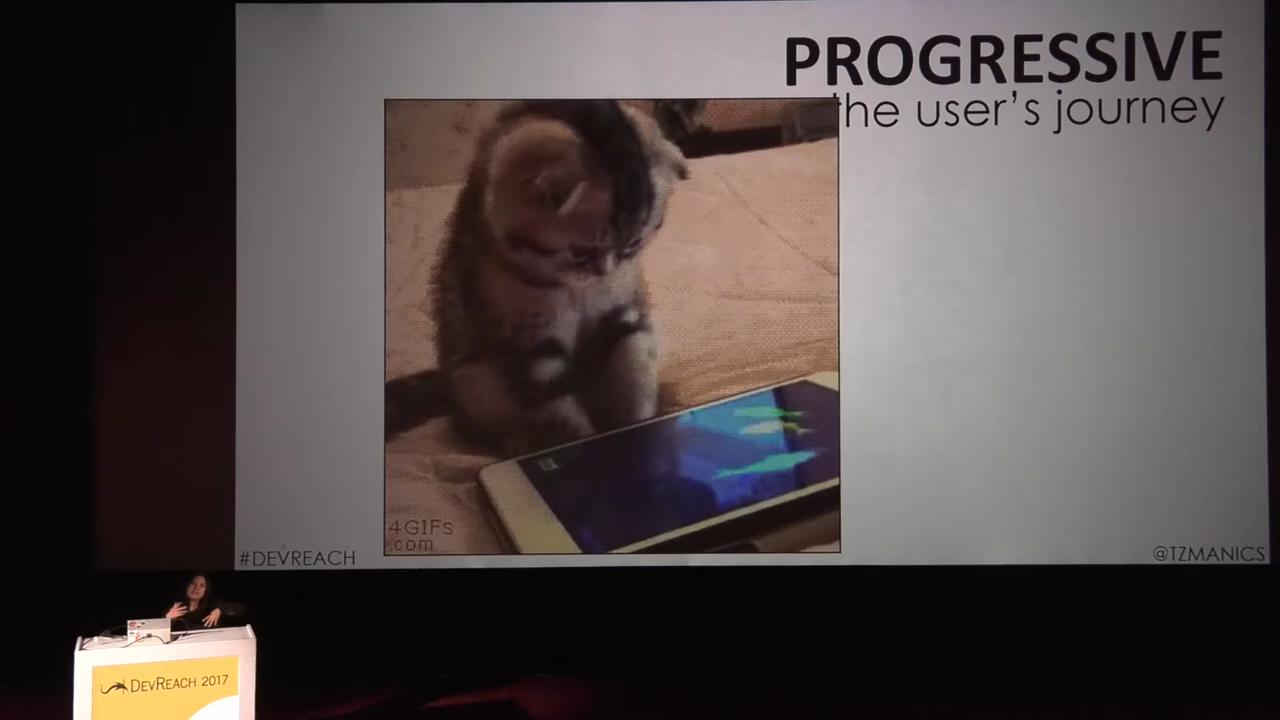 PROGRESSIVE
the user's journey
4GIFs
.com
#DEVREACH
@TZMANICS
DEVREACH 2017